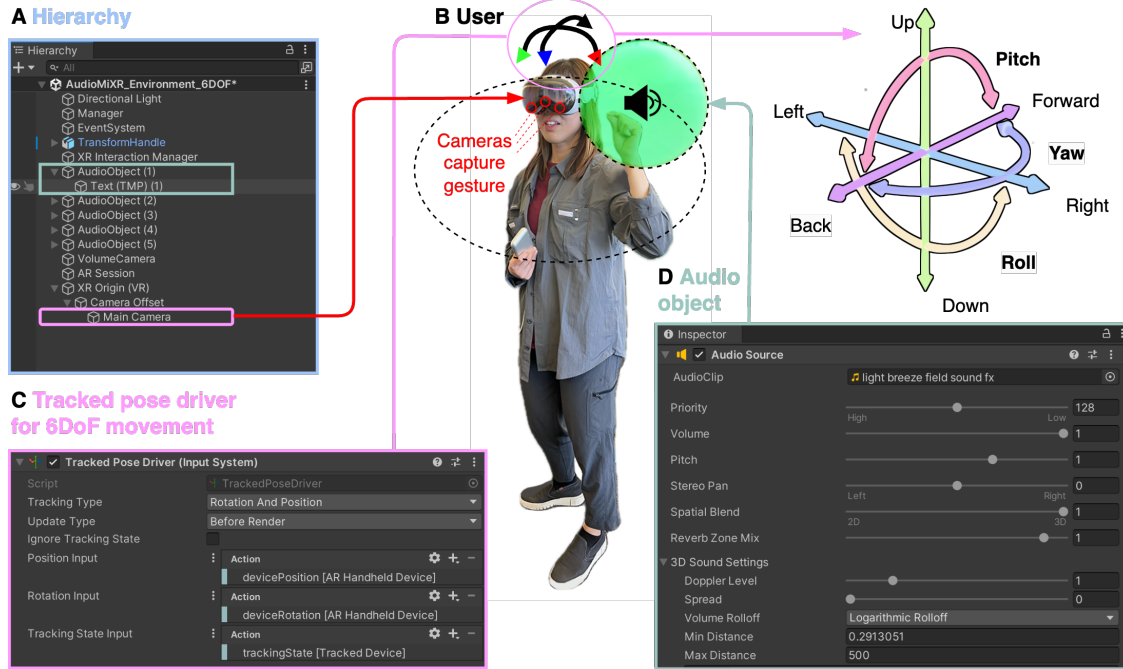 A Hierarchy
Hierarchy
All
AudioMiXR_Environment_6DOF*
Directional Light
Manager
EventSystem
TransformHandle
XR Interaction Manager
AudioObject (1)
Text (TMP) (1)
AudioObject (2)
AudioObject (3)
AudioObject (4)
AudioObject (5)
VolumeCamera
AR Session
XR Origin (VR)
Camera Offset
Main Camera
B User
Cameras
capture
gesture
Up
Pitch
Forward
Left
Yaw
Right
Back
Roll
Down
C Tracked pose driver
for 6DoF movement
Tracked Pose Driver (Input System)
Script TrackedPoseDriver
Tracking Type Rotation And Position
Update Type Before Render
Ignore Tracking State
Position Input Action
devicePosition [AR Handheld Device]
Rotation Input Action
deviceRotation [AR Handheld Device]
Tracking State Input Action
trackingState [Tracked Device]
D Audio
object
Inspector
Audio Source
AudioClip light breeze field sound fx
Priority 128
High Low
Volume 1
Pitch 1
Stereo Pan 0
Left Right
Spatial Blend 1
2D 3D
Reverb Zone Mix 1
3D Sound Settings
Doppler Level 1
Spread 0
Volume Rolloff Logarithmic Rolloff
Min Distance 0.2913051
Max Distance 500